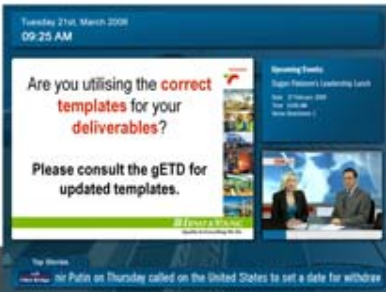 Tuesday 21st, March 2008
09:25 AM
Are you utilising the correct
templates for your
deliverables?
Please consult the gETD for
updated templates.
Upcoming Events:
Top Stories
nir Putin on Thursday called on the United States to set a date for withdraw